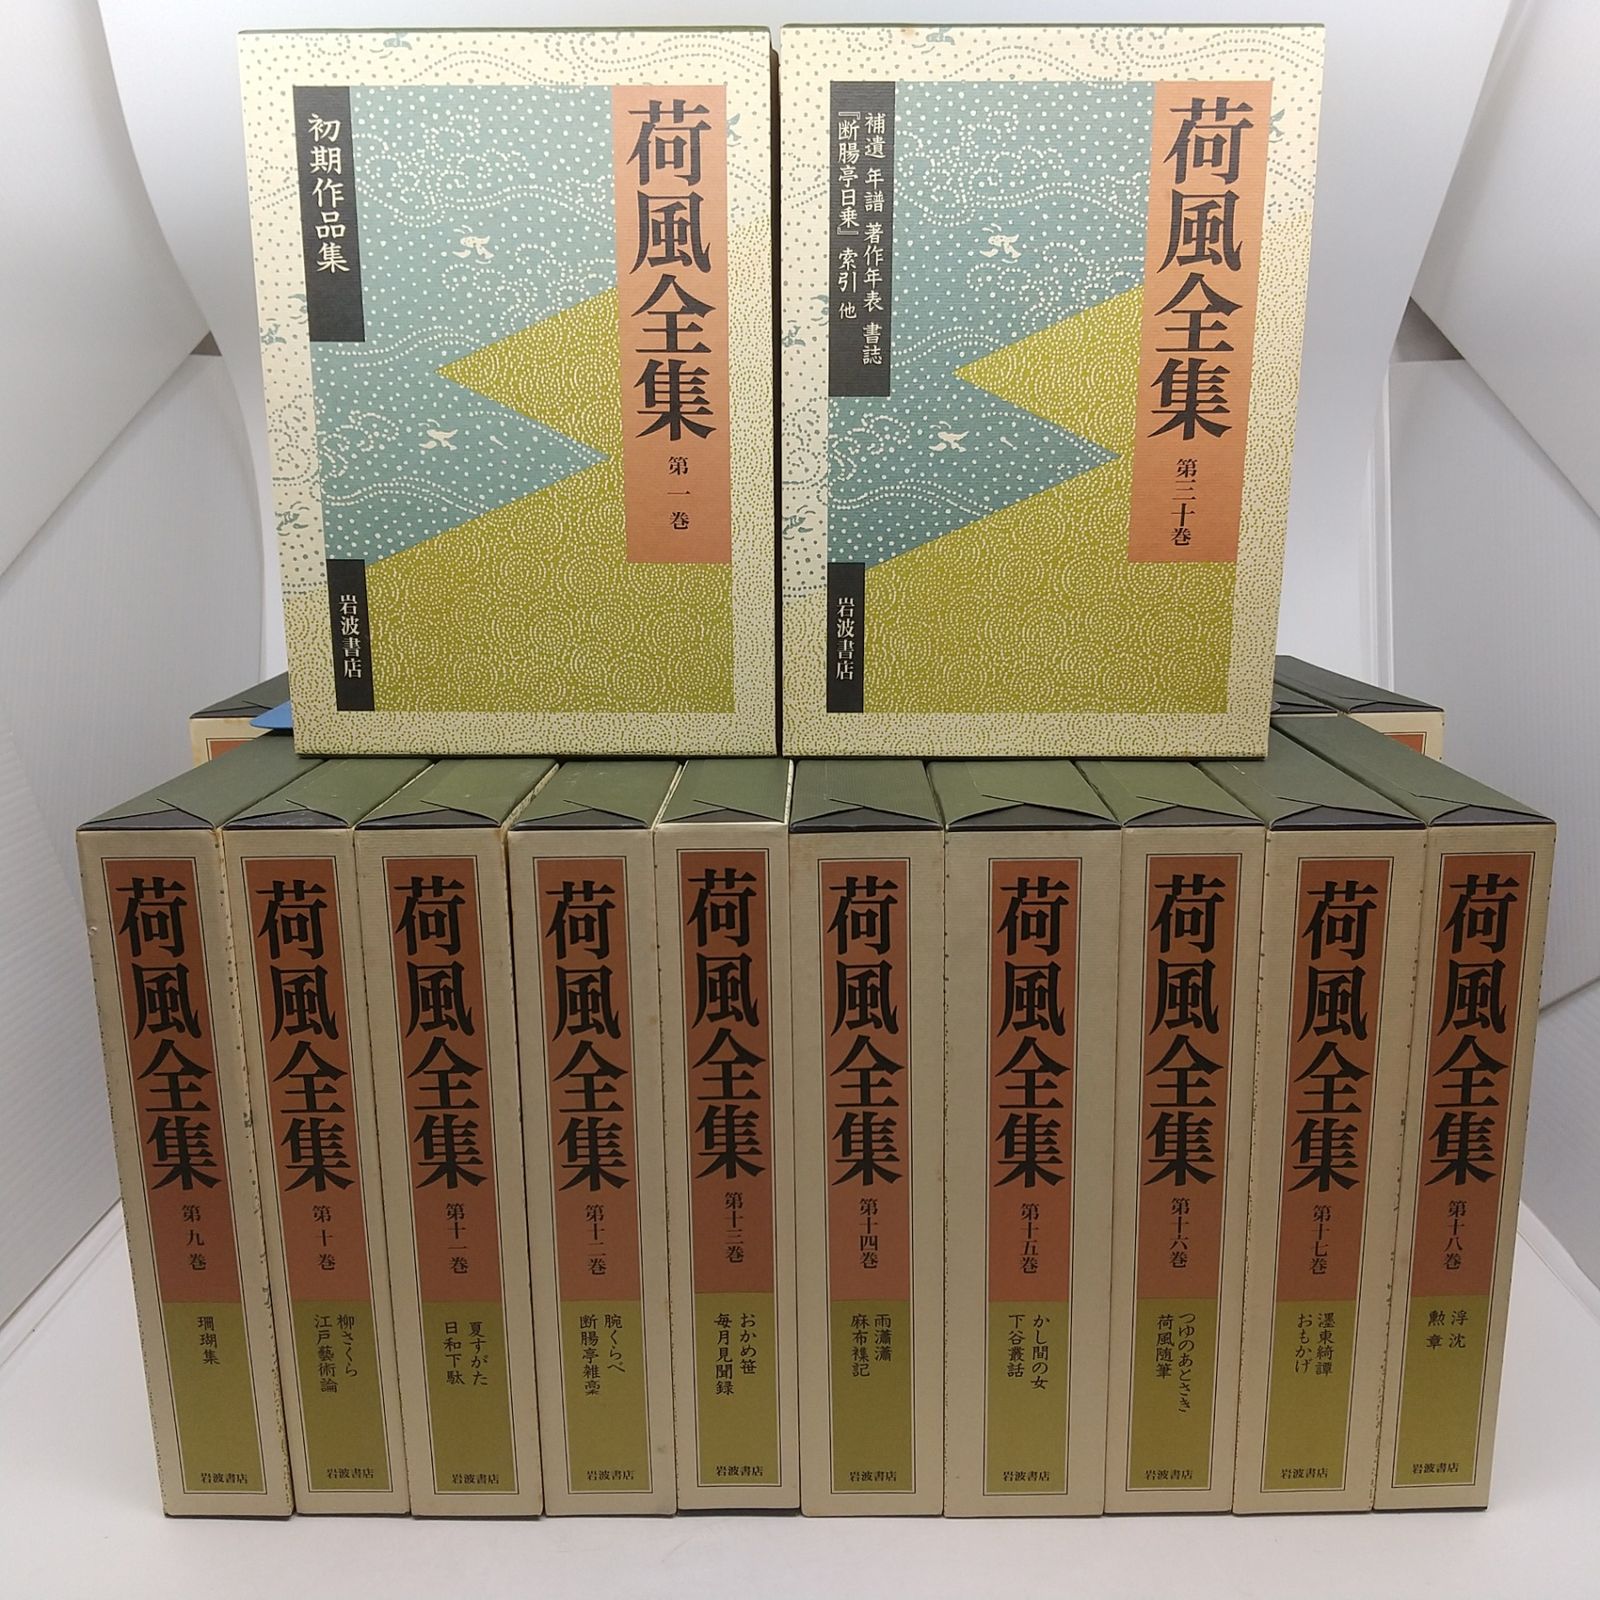 荷風全集
第一巻
初期作品集
岩波書店
荷風全集
第三十巻
補遺 年譜 著作年表 書誌
『断腸亭日乗』索引 他
岩波書店
荷風全集
第九巻
珊瑚集
岩波書店
荷風全集
第十巻
柳さくら
江戸藝術論
岩波書店
荷風全集
第十一巻
夏すがた
日和下駄
岩波書店
荷風全集
第十二巻
腕くらべ
断腸亭雑藁
岩波書店
荷風全集
第十三巻
おかめ笹
毎月見聞録
岩波書店
荷風全集
第十四巻
雨瀟瀟
麻布襍記
岩波書店
荷風全集
第十五巻
かし間の女
下谷叢話
岩波書店
荷風全集
第十六巻
つゆのあとさき
荷風随筆
岩波書店
荷風全集
第十七巻
濹東綺譚
おもかげ
岩波書店
荷風全集
第十八巻
浮沈
勲章
岩波書店